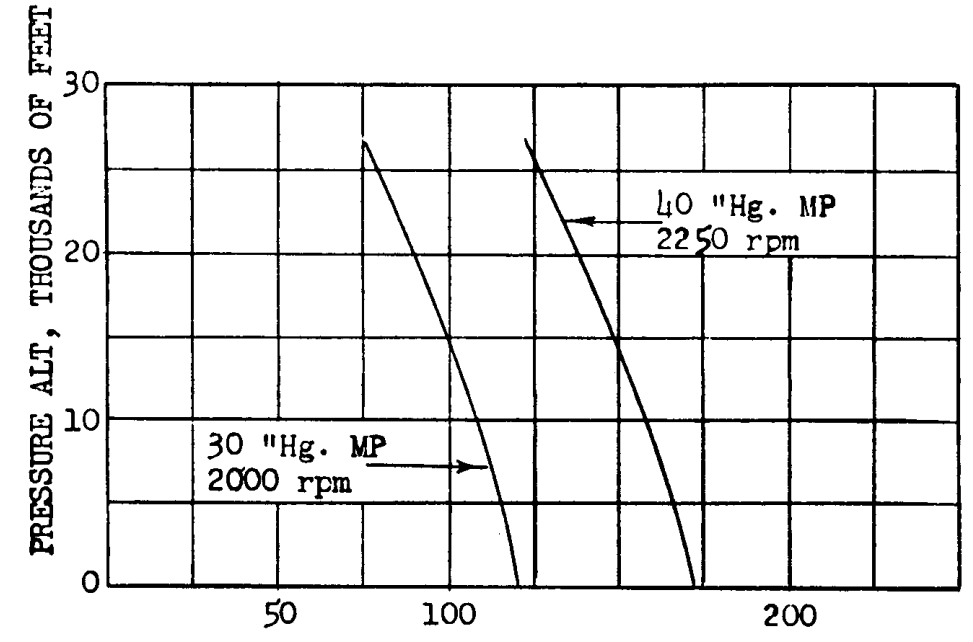 PRESSURE ALT, THOUSANDS OF FEET
30
20
10
0
40 "Hg. MP
2250 rpm
30 "Hg. MP
2000 rpm
50 100 200